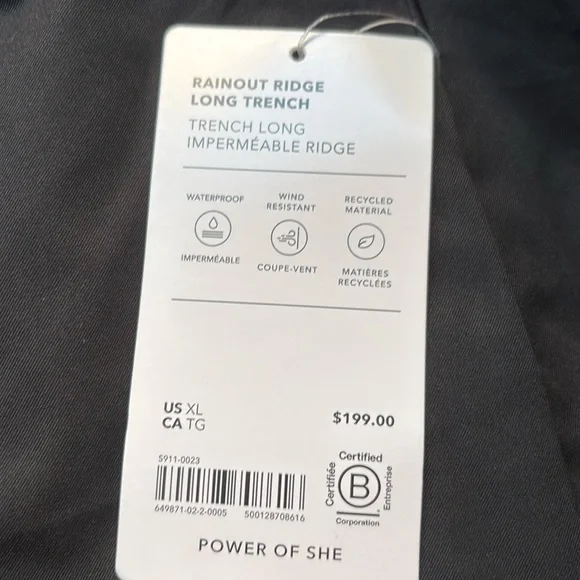 RAINOUT RIDGE
LONG TRENCH
TRENCH LONG
IMPERMÉABLE RIDGE
WATERPROOF
IMPERMÉABLE
WIND
RESISTANT
COUPE-VENT
RECYCLED
MATERIAL
MATIÈRES
RECYCLÉES
US XL
CA TG
$199.00
S911-0023
649871-02-2-0005 500128708616
Certified
Certifiée
B
Entreprise
Corporation
POWER OF SHE